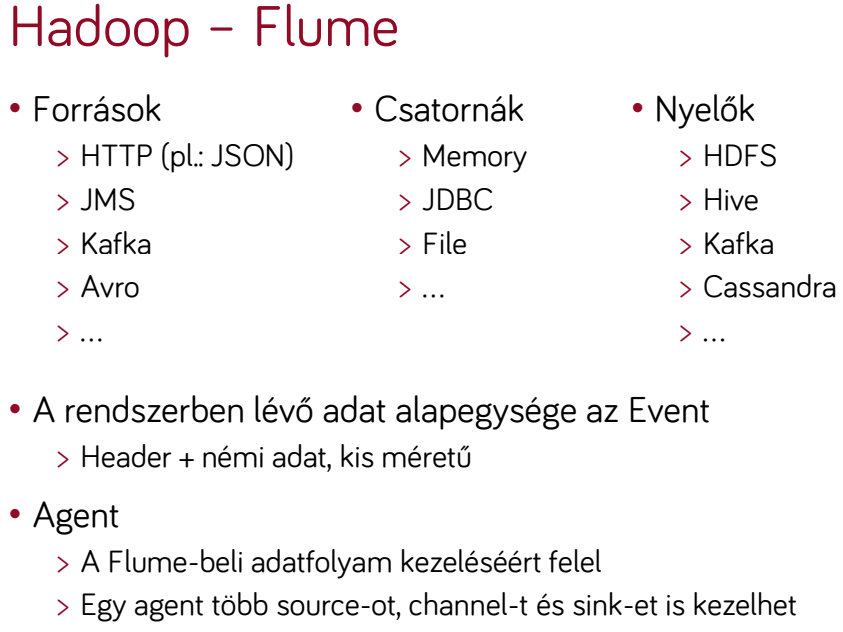 Hadoop – Flume
• Források
> HTTP (pl.: JSON)
> JMS
> Kafka
> Avro
> ...
• Csatornák
> Memory
> JDBC
> File
> ...
• Nyelők
> HDFS
> Hive
> Kafka
> Cassandra
> ...
• A rendszerben lévő adat alapegysége az Event
> Header + némi adat, kis méretű
• Agent
> A Flume-beli adatfolyam kezeléséért felel
> Egy agent több source-ot, channel-t és sink-et is kezelhet